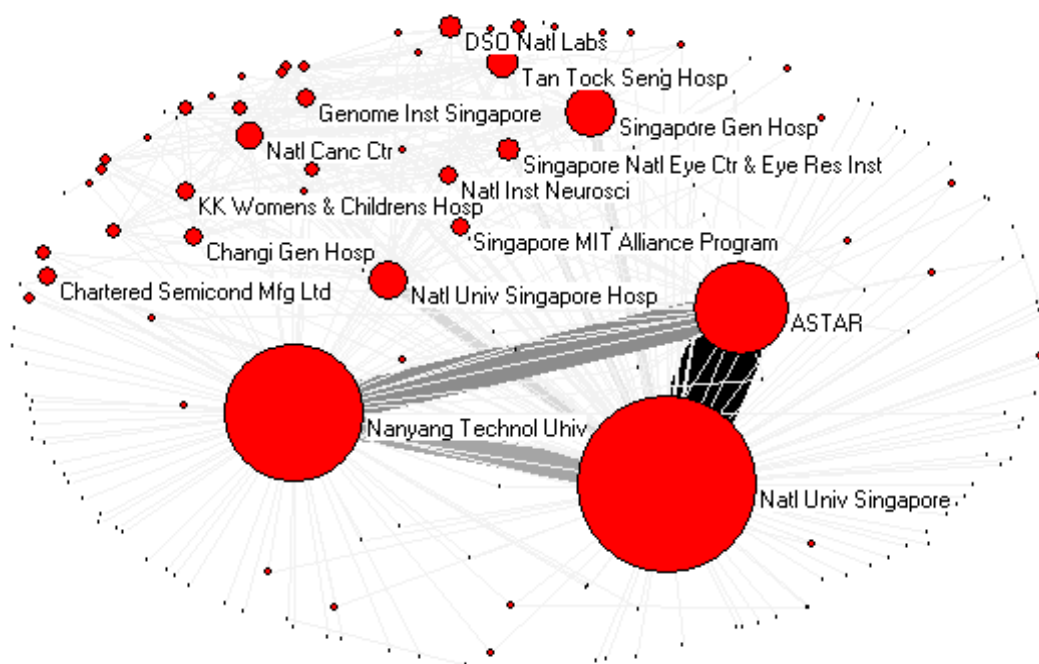 DSO Natl Labs
Tan Tock Seng Hosp
Genome Inst Singapore
Singapore Gen Hosp
Natl Canc Ctr
Singapore Natl Eye Ctr & Eye Res Inst
Natl Inst Neurosci
KK Womens & Childrens Hosp
Singapore MIT Alliance Program
Changi Gen Hosp
Chartered Semicond Mfg Ltd
Natl Univ Singapore Hosp
ASTAR
Nanyang Technol Univ
Natl Univ Singapore